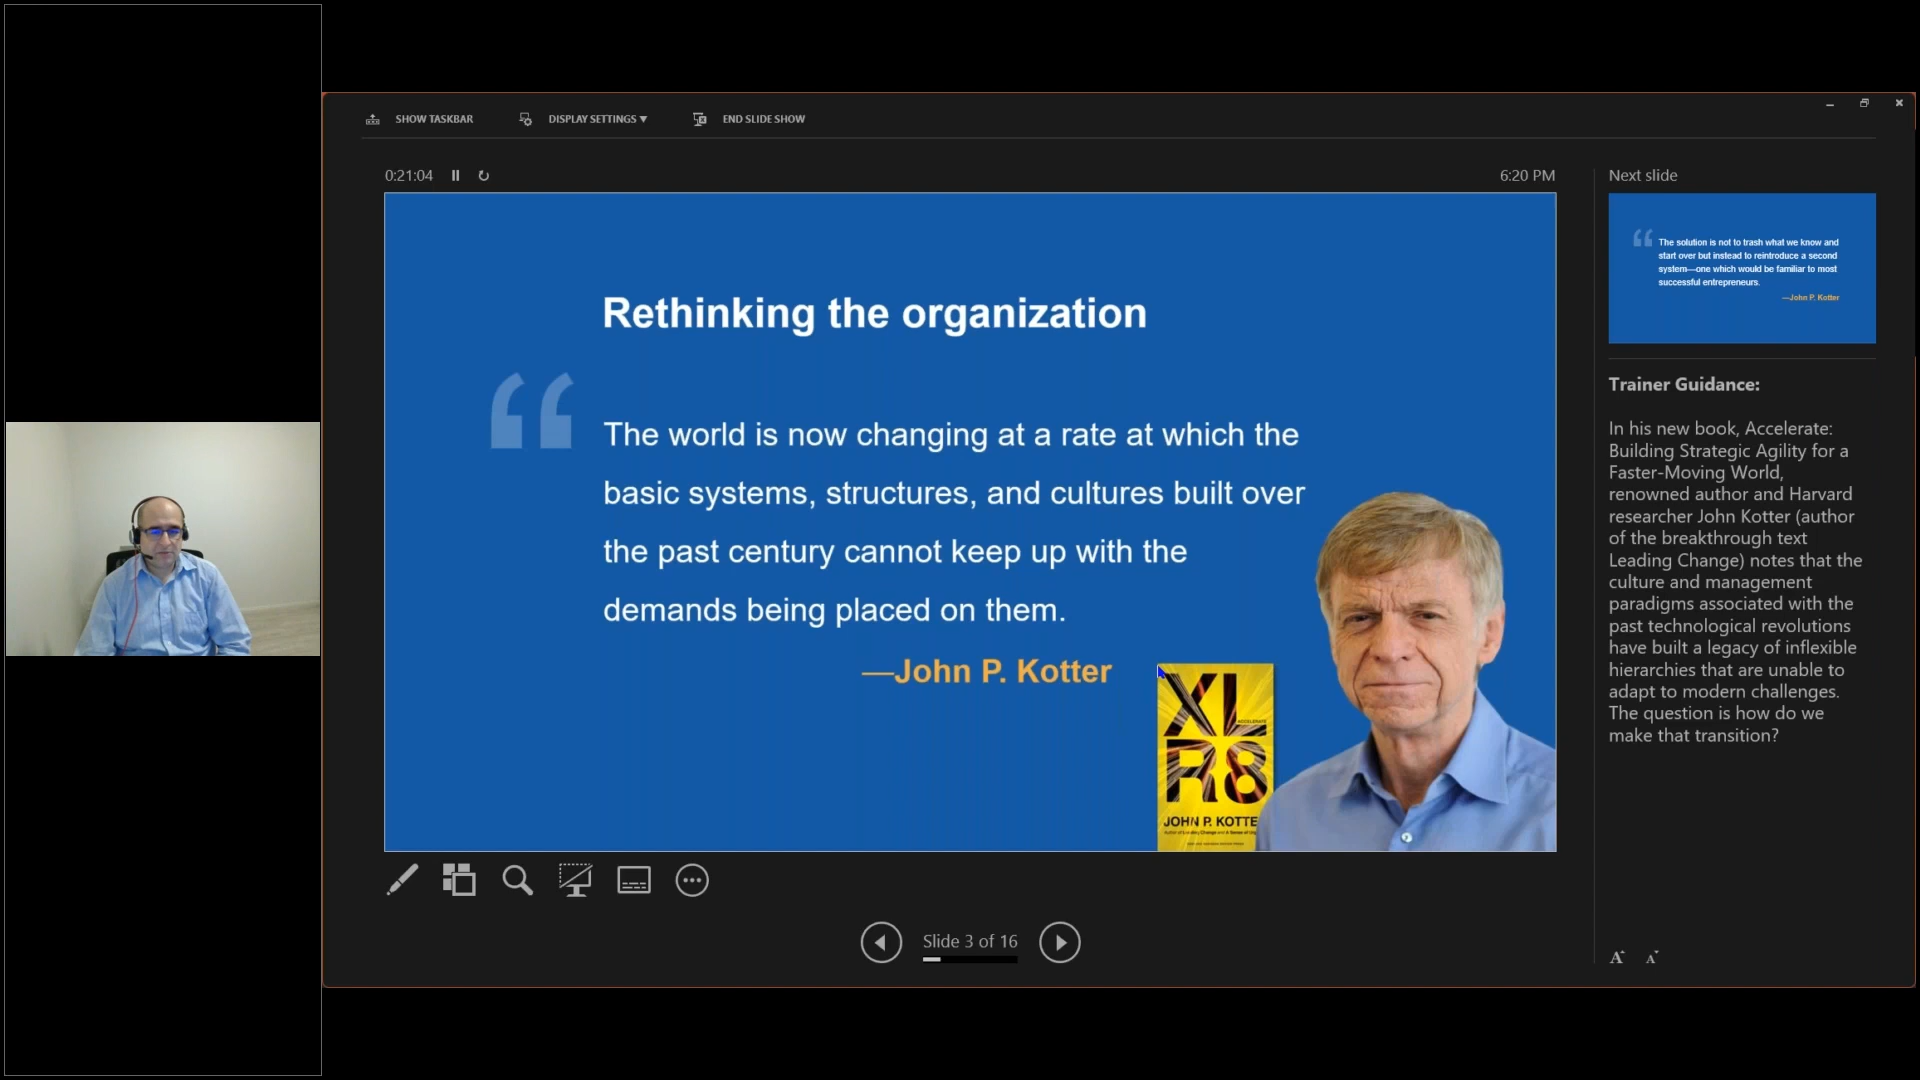 SHOW TASKBAR
DISPLAY SETTINGS ▼
END SLIDE SHOW
0:21:04
6:20 PM
Rethinking the organization
“
The world is now changing at a rate at which the
basic systems, structures, and cultures built over
the past century cannot keep up with the
demands being placed on them.
—John P. Kotter
XL
ACCELERATE
R8
JOHN P. KOTTE
Slide 3 of 16
Next slide
“
The solution is not to trash what we know and
start over but instead to reintroduce a second
system—one which would be familiar to most
successful entrepreneurs.
—John P. Kotter
Trainer Guidance:
In his new book, Accelerate:
Building Strategic Agility for a
Faster-Moving World,
renowned author and Harvard
researcher John Kotter (author
of the breakthrough text
Leading Change) notes that the
culture and management
paradigms associated with the
past technological revolutions
have built a legacy of inflexible
hierarchies that are unable to
adapt to modern challenges.
The question is how do we
make that transition?
A A